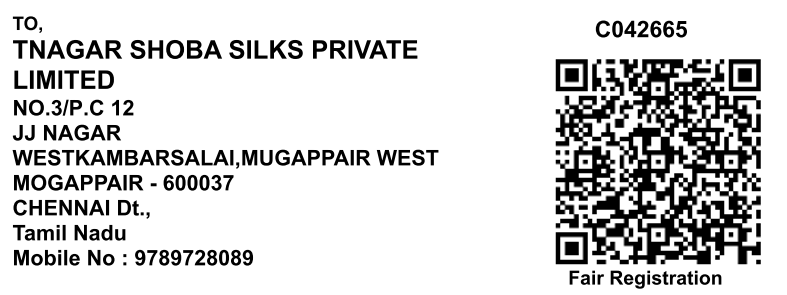 TO,
TNAGAR SHOBA SILKS PRIVATE
LIMITED
NO.3/P.C 12
JJ NAGAR
WESTKAMBARSALAI,MUGAPPAIR WEST
MOGAPPAIR - 600037
CHENNAI Dt.,
Tamil Nadu
Mobile No : 9789728089
C042665
Fair Registration